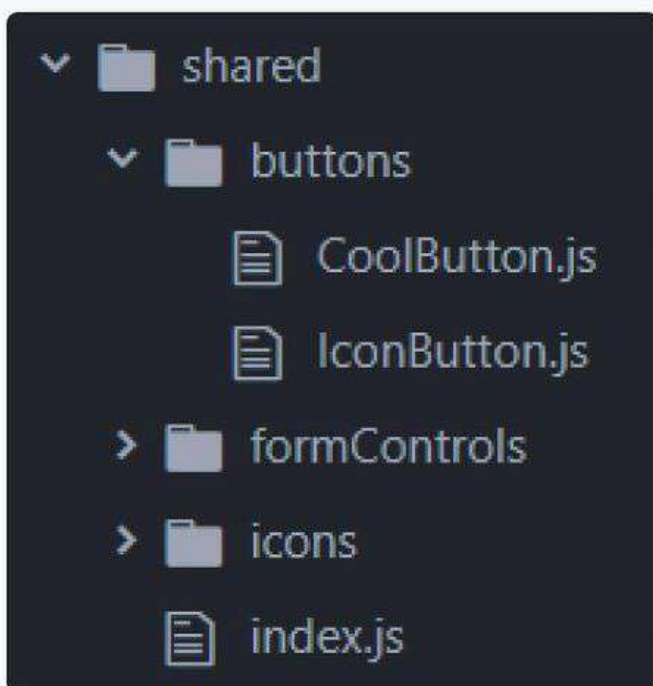 shared
buttons
CoolButton.js
IconButton.js
formControls
icons
index.js